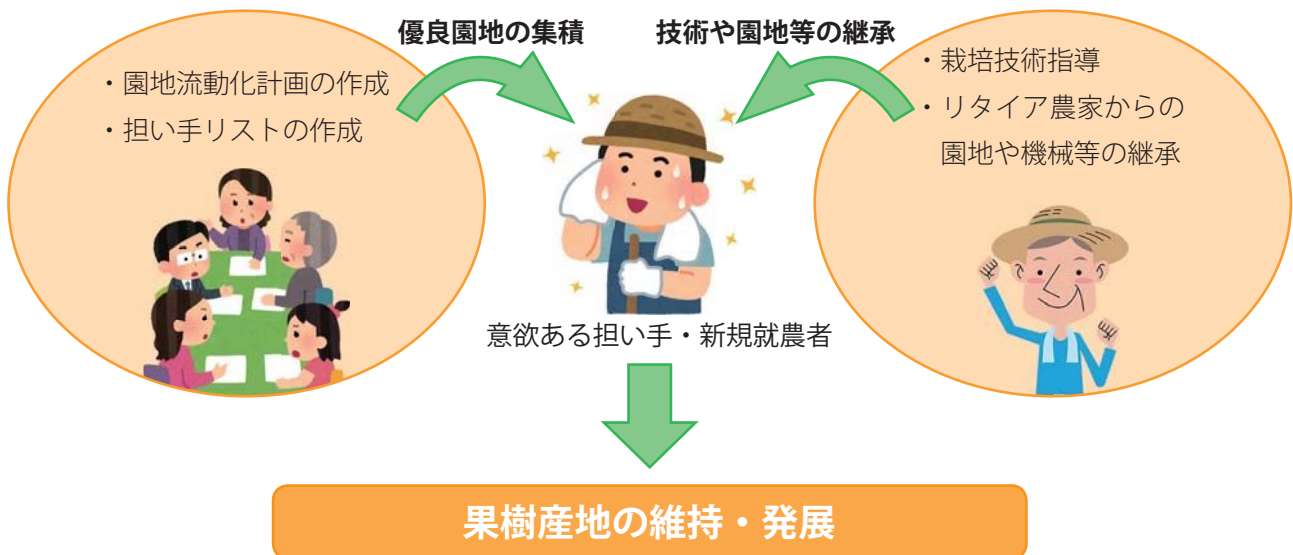 優良園地の集積
技術や園地等の継承
・園地流動化計画の作成
・担い手リストの作成
・栽培技術指導
・リタイア農家からの
園地や機械等の継承
意欲ある担い手・新規就農者
果樹産地の維持・発展